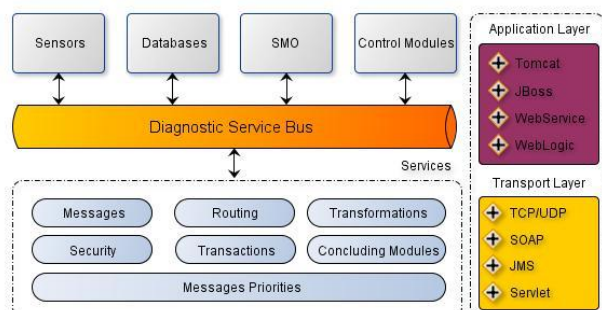 Sensors
Databases
SMO
Control Modules
Diagnostic Service Bus
Services
Messages
Routing
Transformations
Security
Transactions
Concluding Modules
Messages Priorities
Application Layer
Tomcat
JBoss
WebService
WebLogic
Transport Layer
TCP/UDP
SOAP
JMS
Servlet